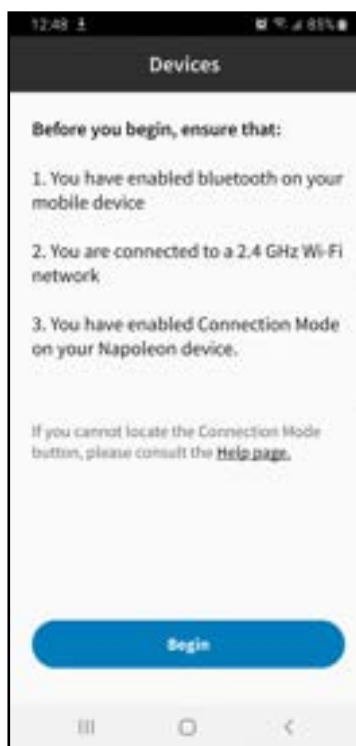 12:48 85%
Devices
Before you begin, ensure that:
1. You have enabled bluetooth on your
mobile device
2. You are connected to a 2.4 GHz Wi-Fi
network
3. You have enabled Connection Mode
on your Napoleon device.
If you cannot locate the Connection Mode
button, please consult the Help page.
Begin